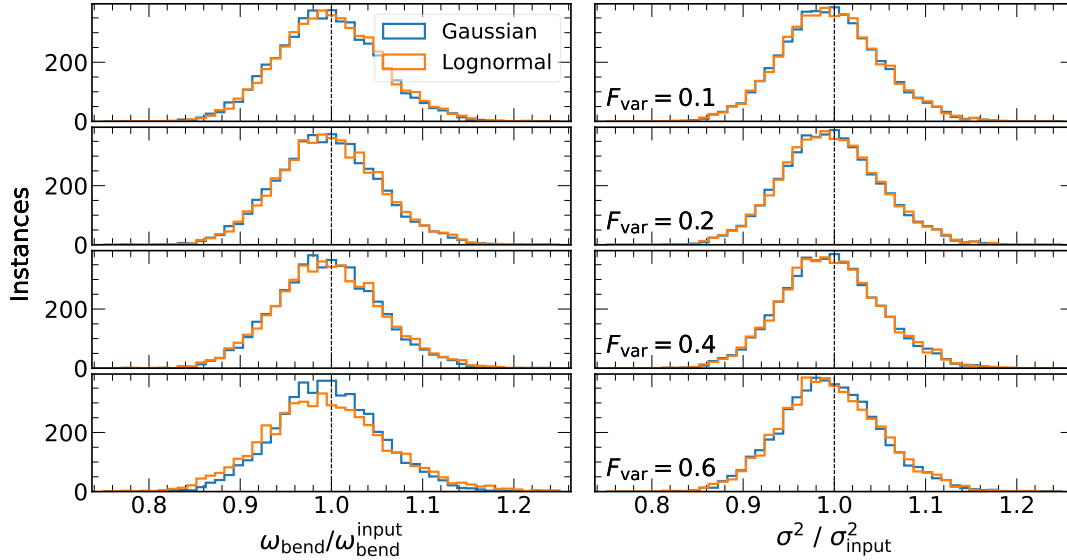 Gaussian
Lognormal
200
0
F_var = 0.1
200
0
F_var = 0.2
Instances
200
0
F_var = 0.4
200
0
F_var = 0.6
0.8 0.9 1.0 1.1 1.2
0.8 0.9 1.0 1.1 1.2
ω_bend/ω_bend^input
σ² / σ²_input